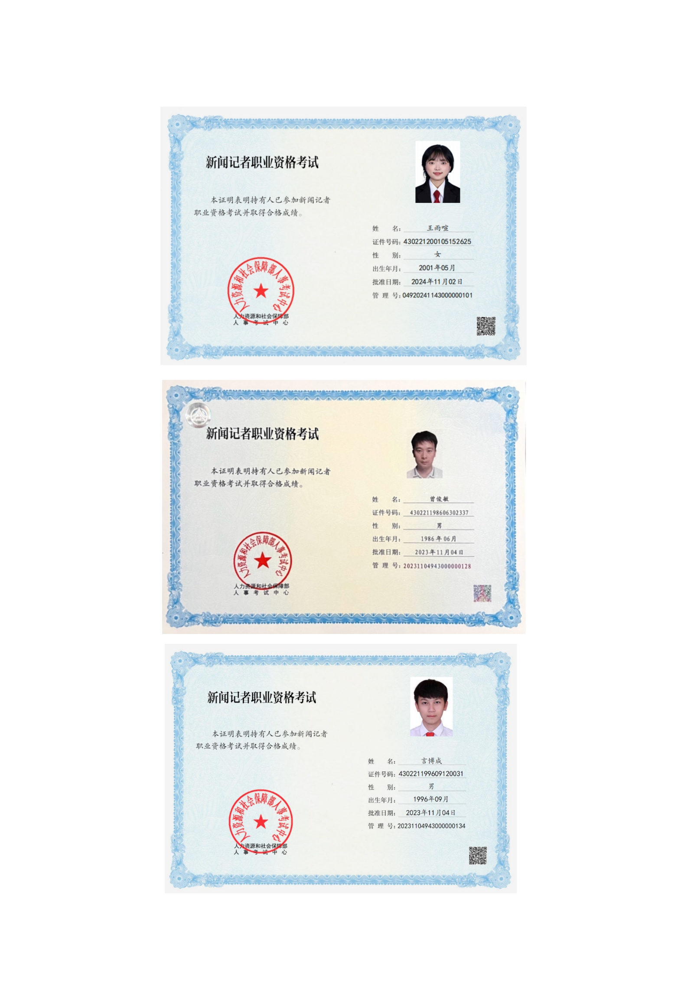 新闻记者职业资格考试
本证明表明持有人已参加新闻记者
职业资格考试并取得合格成绩。
姓 名: 王雨喧
证件号码: 430221200105152625
性 别: 女
出生年月: 2001年05月
批准日期: 2024年11月02日
管 理 号: 04920241143000000101
人力资源和社会保障部人事考试中心
人力资源和社会保障部
人事考试中心
新闻记者职业资格考试
本证明表明持有人已参加新闻记者
职业资格考试并取得合格成绩。
姓 名: 曾俊敏
证件号码: 430221198606302337
性 别: 男
出生年月: 1986年06月
批准日期: 2023年11月04日
管 理 号: 20231104943000000128
人力资源和社会保障部人事考试中心
人力资源和社会保障部
人事考试中心
新闻记者职业资格考试
本证明表明持有人已参加新闻记者
职业资格考试并取得合格成绩。
姓 名: 言博成
证件号码: 430221199609120031
性 别: 男
出生年月: 1996年09月
批准日期: 2023年11月04日
管 理 号: 20231104943000000134
人力资源和社会保障部人事考试中心
人力资源和社会保障部
人事考试中心